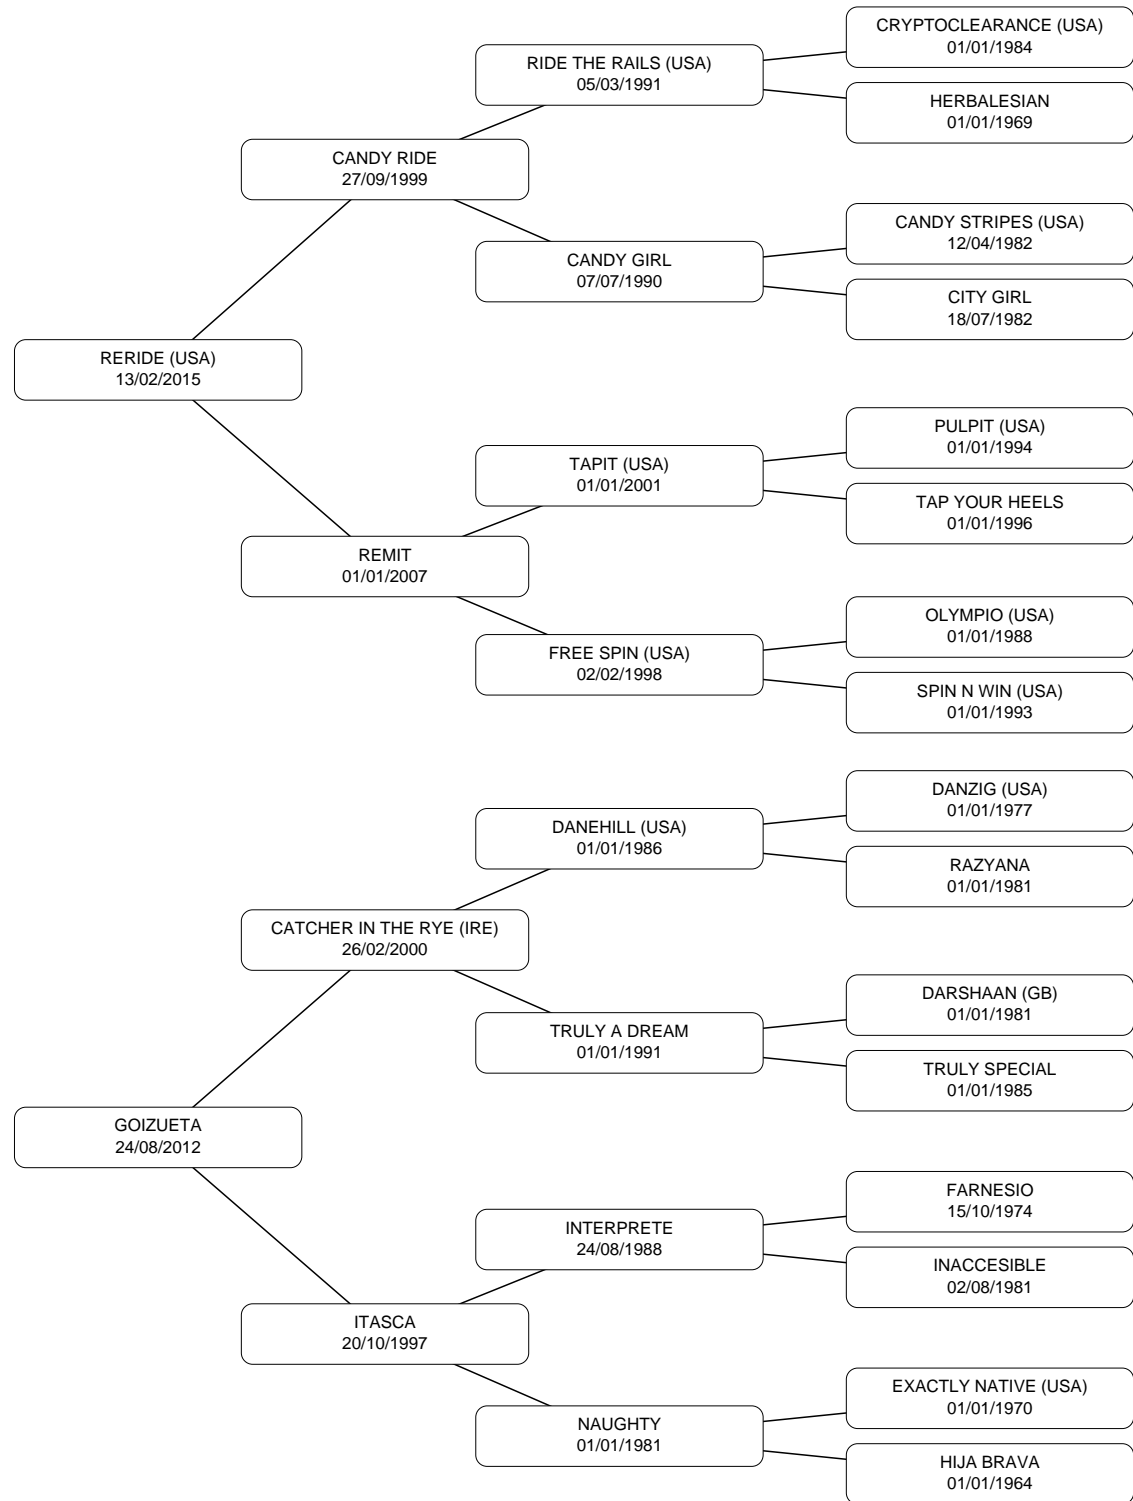 CRYPTOCLEARANCE (USA)
01/01/1984
RIDE THE RAILS (USA)
05/03/1991
HERBALESIAN
01/01/1969
CANDY RIDE
27/09/1999
CANDY STRIPES (USA)
12/04/1982
CANDY GIRL
07/07/1990
CITY GIRL
18/07/1982
RERIDE (USA)
13/02/2015
PULPIT (USA)
01/01/1994
TAPIT (USA)
01/01/2001
TAP YOUR HEELS
01/01/1996
REMIT
01/01/2007
OLYMPIO (USA)
01/01/1988
FREE SPIN (USA)
02/02/1998
SPIN N WIN (USA)
01/01/1993
DANZIG (USA)
01/01/1977
DANEHILL (USA)
01/01/1986
RAZYANA
01/01/1981
CATCHER IN THE RYE (IRE)
26/02/2000
DARSHAAN (GB)
01/01/1981
TRULY A DREAM
01/01/1991
TRULY SPECIAL
01/01/1985
GOIZUETA
24/08/2012
FARNESIO
15/10/1974
INTERPRETE
24/08/1988
INACCESIBLE
02/08/1981
ITASCA
20/10/1997
EXACTLY NATIVE (USA)
01/01/1970
NAUGHTY
01/01/1981
HIJA BRAVA
01/01/1964